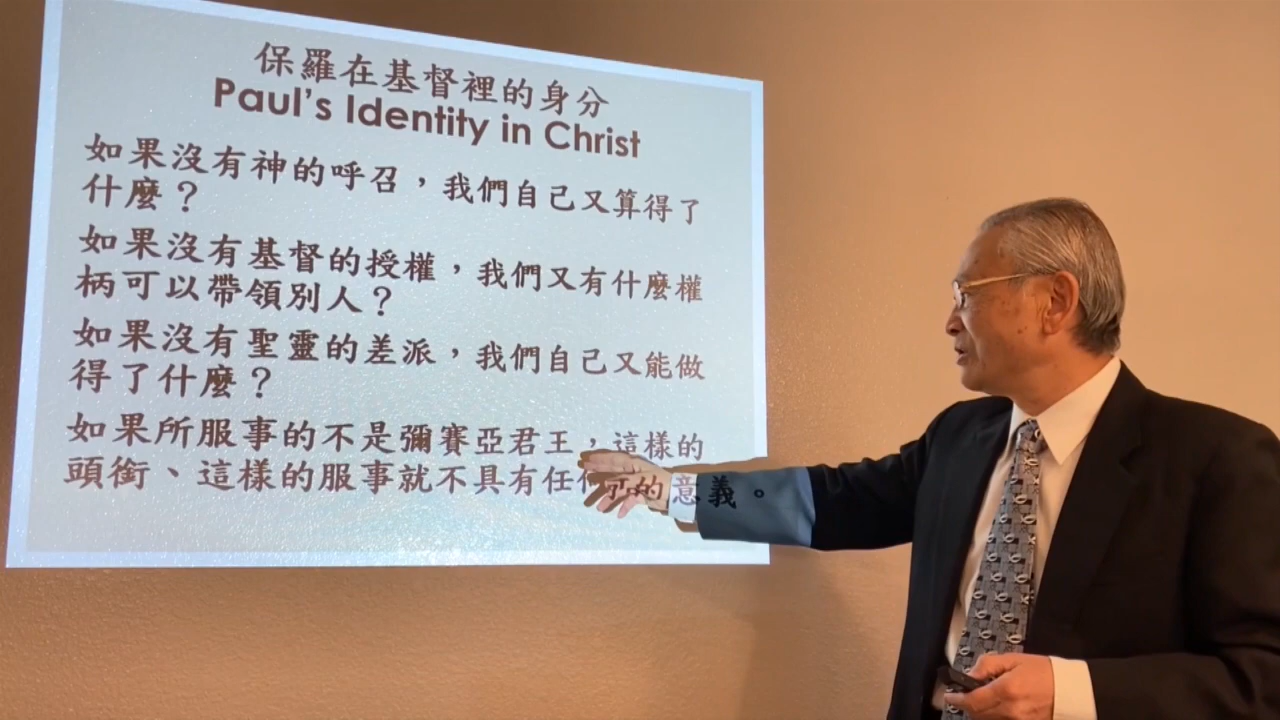 保羅在基督裡的身分
Paul's Identity in Christ
如果沒有神的呼召，我們自己又算得了
什麼？
如果沒有基督的授權，我們又有什麼權
柄可以帶領別人？
如果沒有聖靈的差派，我們自己又能做
得了什麼？
如果所服事的不是彌賽亞君王，這樣的
頭銜、這樣的服事就不具有任何的意義。